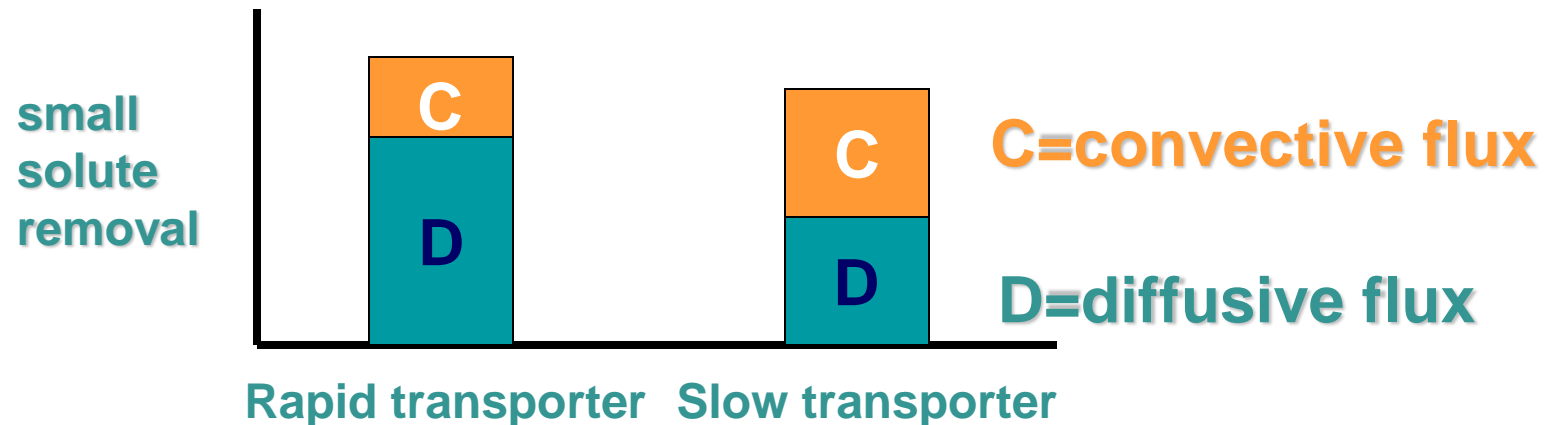 small
solute
removal
C
D
C
D
C=convective flux
D=diffusive flux
Rapid transporter
Slow transporter